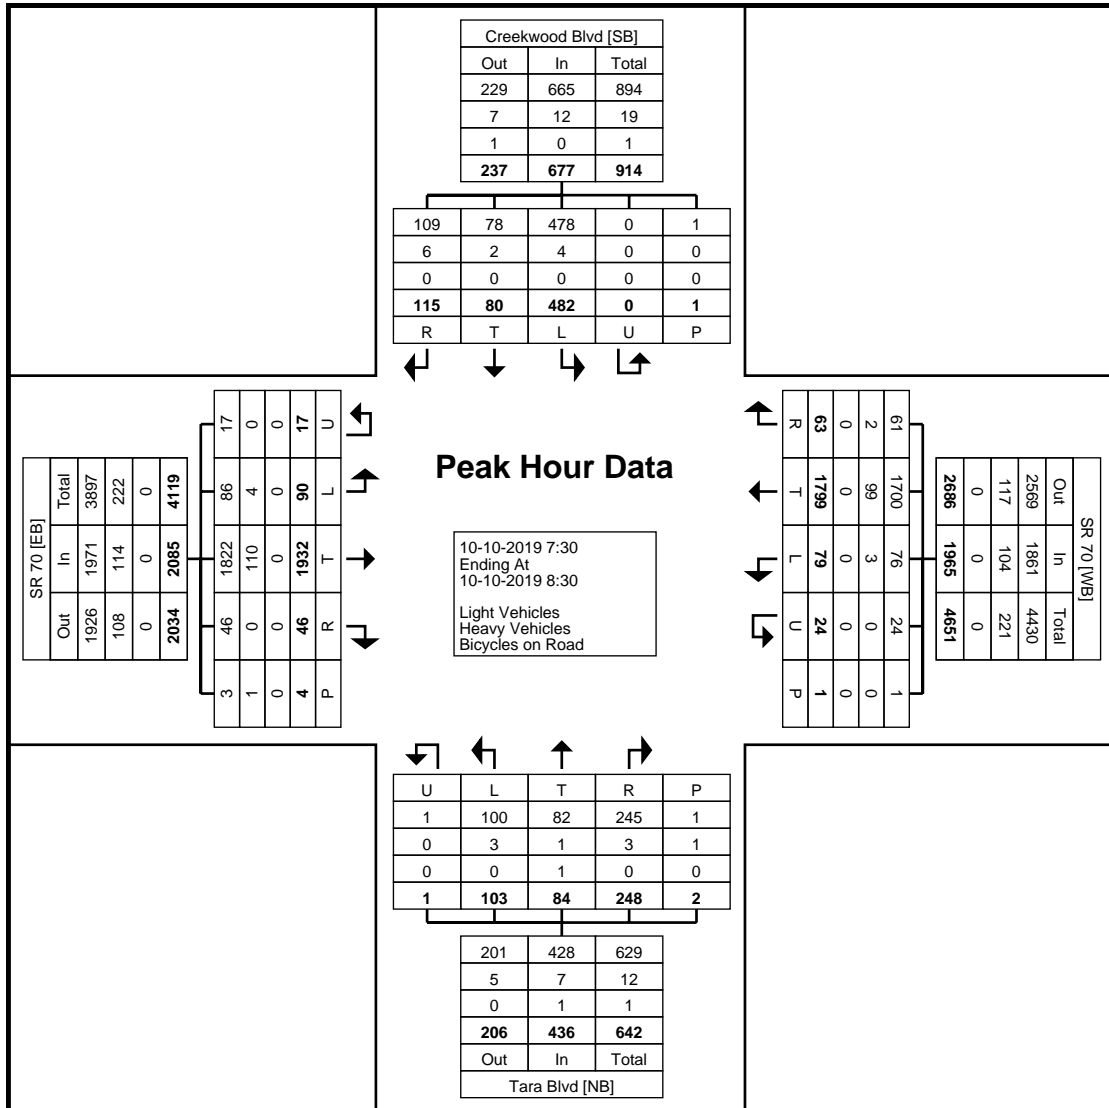 Creekwood Blvd [SB]
Out In Total
229 665 894
7 12 19
1 0 1
237 677 914
109 78 478 0 1
6 2 4 0 0
0 0 0 0 0
115 80 482 0 1
R T L U P
SR 70 [EB]
Total In Out
3897 1971 1926
222 114 108
0 0 0
4119 2085 2034
17 86 1822 46 3
0 4 110 0 1
0 0 0 0 0
17 90 1932 46 4
U L T R P
Peak Hour Data
10-10-2019 7:30
Ending At
10-10-2019 8:30
Light Vehicles
Heavy Vehicles
Bicycles on Road
SR 70 [WB]
Out In Total
2569 1861 4430
117 104 221
0 0 0
2686 1965 4651
61 1700 76 24 1
2 99 3 0 0
0 0 0 0 0
63 1799 79 24 1
R T L U P
U L T R P
1 100 82 245 1
0 3 1 3 1
0 0 1 0 0
1 103 84 248 2
201 428 629
5 7 12
0 1 1
206 436 642
Out In Total
Tara Blvd [NB]